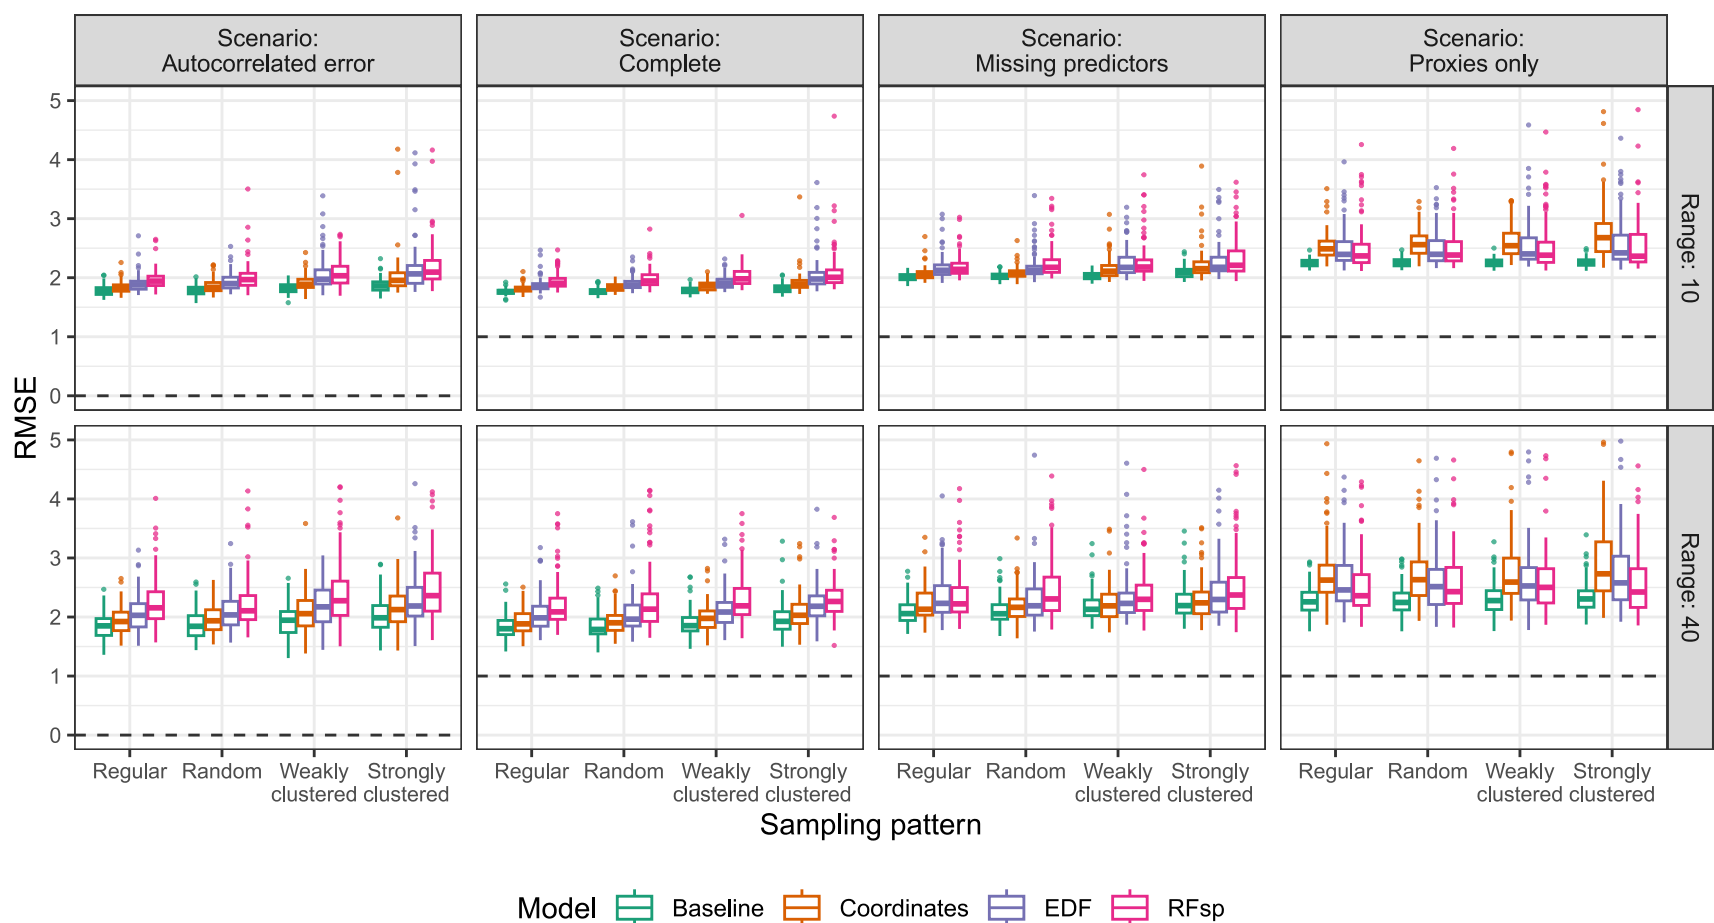 Scenario:
Autocorrelated error
Scenario:
Complete
Scenario:
Missing predictors
Scenario:
Proxies only
RMSE
5
4
3
2
1
0
Range: 10
5
4
3
2
1
0
Range: 40
Regular
Random
Weakly
clustered
Strongly
clustered
Regular
Random
Weakly
clustered
Strongly
clustered
Regular
Random
Weakly
clustered
Strongly
clustered
Regular
Random
Weakly
clustered
Strongly
clustered
Sampling pattern
Model Baseline Coordinates EDF RFsp